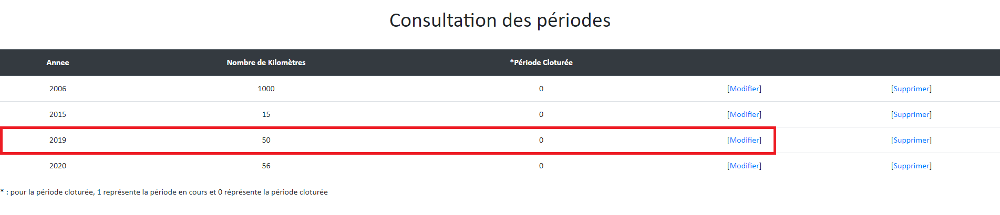 Consultation des périodes
Annee Nombre de Kilomètres *Période Cloturée
2006 1000 0 [Modifier] [Supprimer]
2015 15 0 [Modifier] [Supprimer]
2019 50 0 [Modifier] [Supprimer]
2020 56 0 [Modifier] [Supprimer]
* : pour la période cloturée, 1 représente la période en cours et 0 réprésente la période cloturée